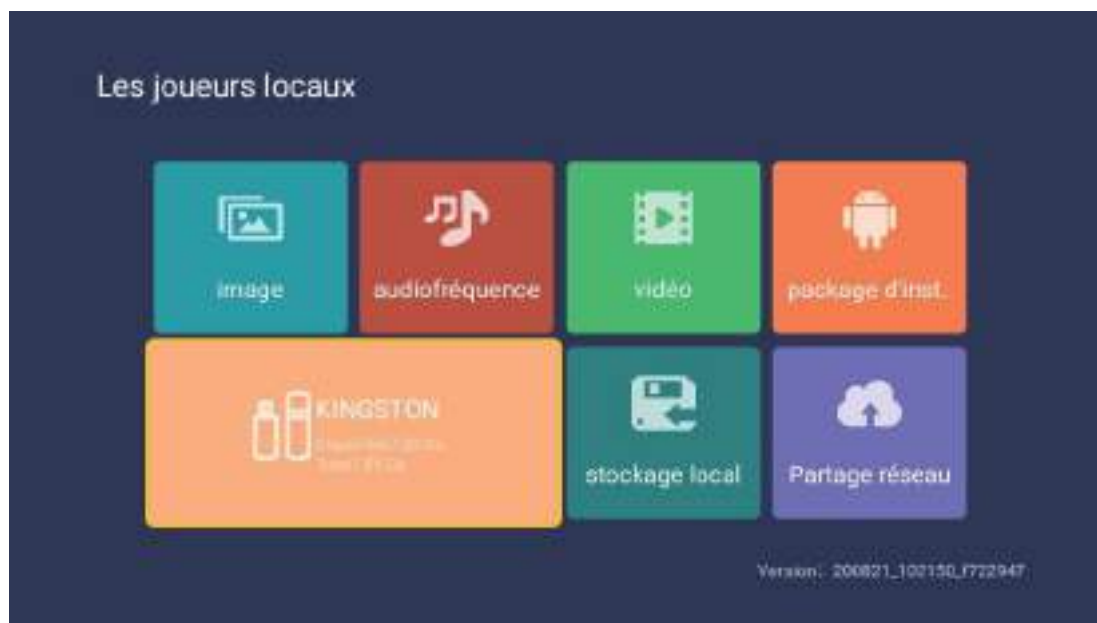 Les joueurs locaux
image
audiofréquence
vidéo
package d'inst.
KINGSTON
stockage local
Partage réseau
Version: 200821_102150_f722947